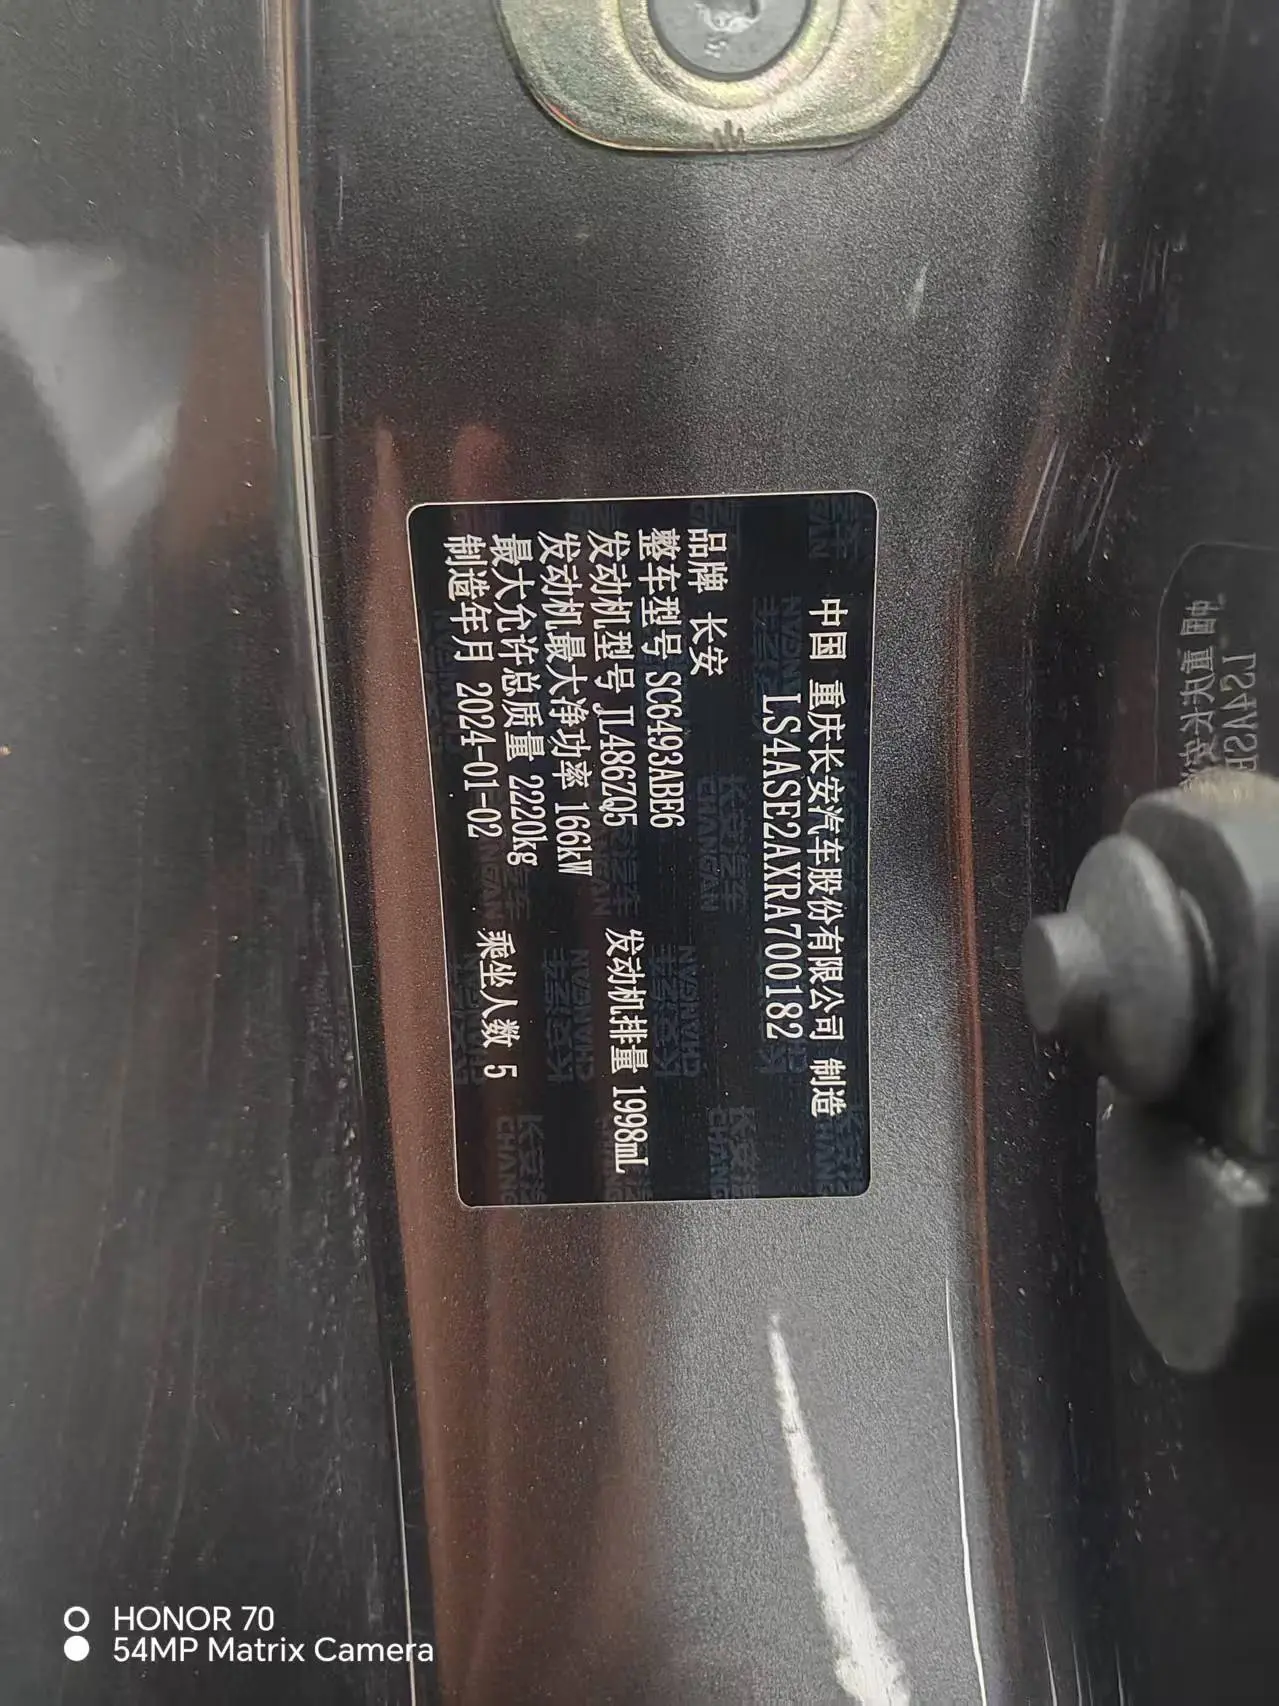 中国 重庆长安汽车股份有限公司 制造
LS4ASE2AXRA700182
品牌 长安
整车型号 SC6493ABE6
发动机型号 JL486ZQ5 发动机排量 1998mL
发动机最大净功率 166kW
最大允许总质量 2220kg 乘坐人数 5
制造年月 2024-01-02
HONOR 70
54MP Matrix Camera